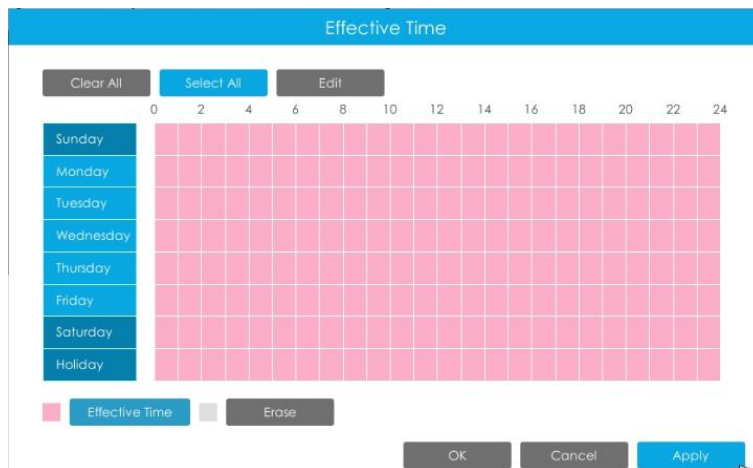 Effective Time
Clear All Select All Edit
0 2 4 6 8 10 12 14 16 18 20 22 24
Sunday
Monday
Tuesday
Wednesday
Thursday
Friday
Saturday
Holiday
Effective Time Erase
OK Cancel Apply